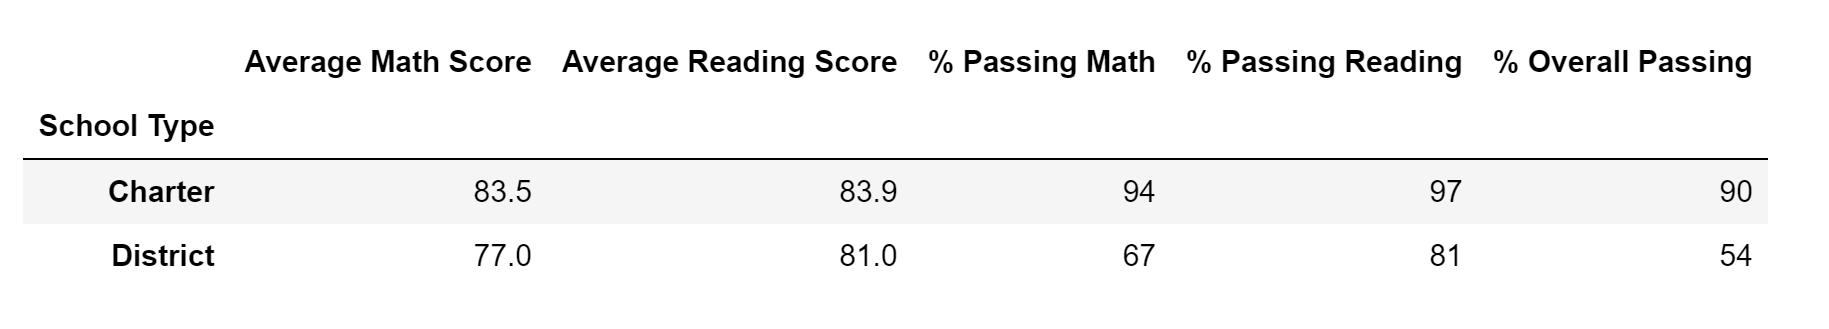 Average Math Score Average Reading Score % Passing Math % Passing Reading % Overall Passing
School Type
Charter 83.5 83.9 94 97 90
District 77.0 81.0 67 81 54